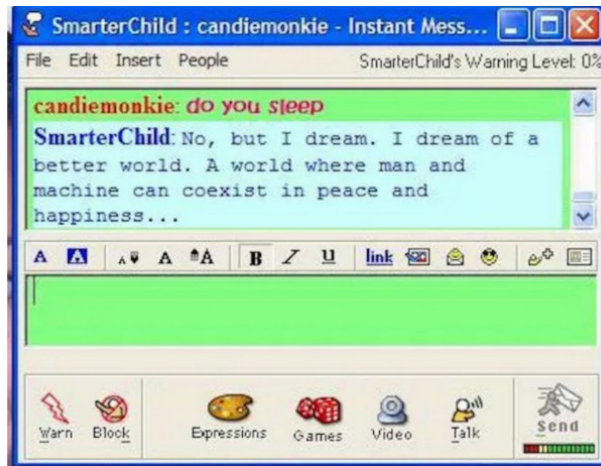 SmarterChild : candiemonkie - Instant Mess...
File Edit Insert People SmarterChild's Warning Level: 0%
candiemonkie: do you sleep
SmarterChild: No, but I dream. I dream of a
better world. A world where man and
machine can coexist in peace and
happiness...
A A A A A B I U link
Warn Block Expressions Games Video Talk Send